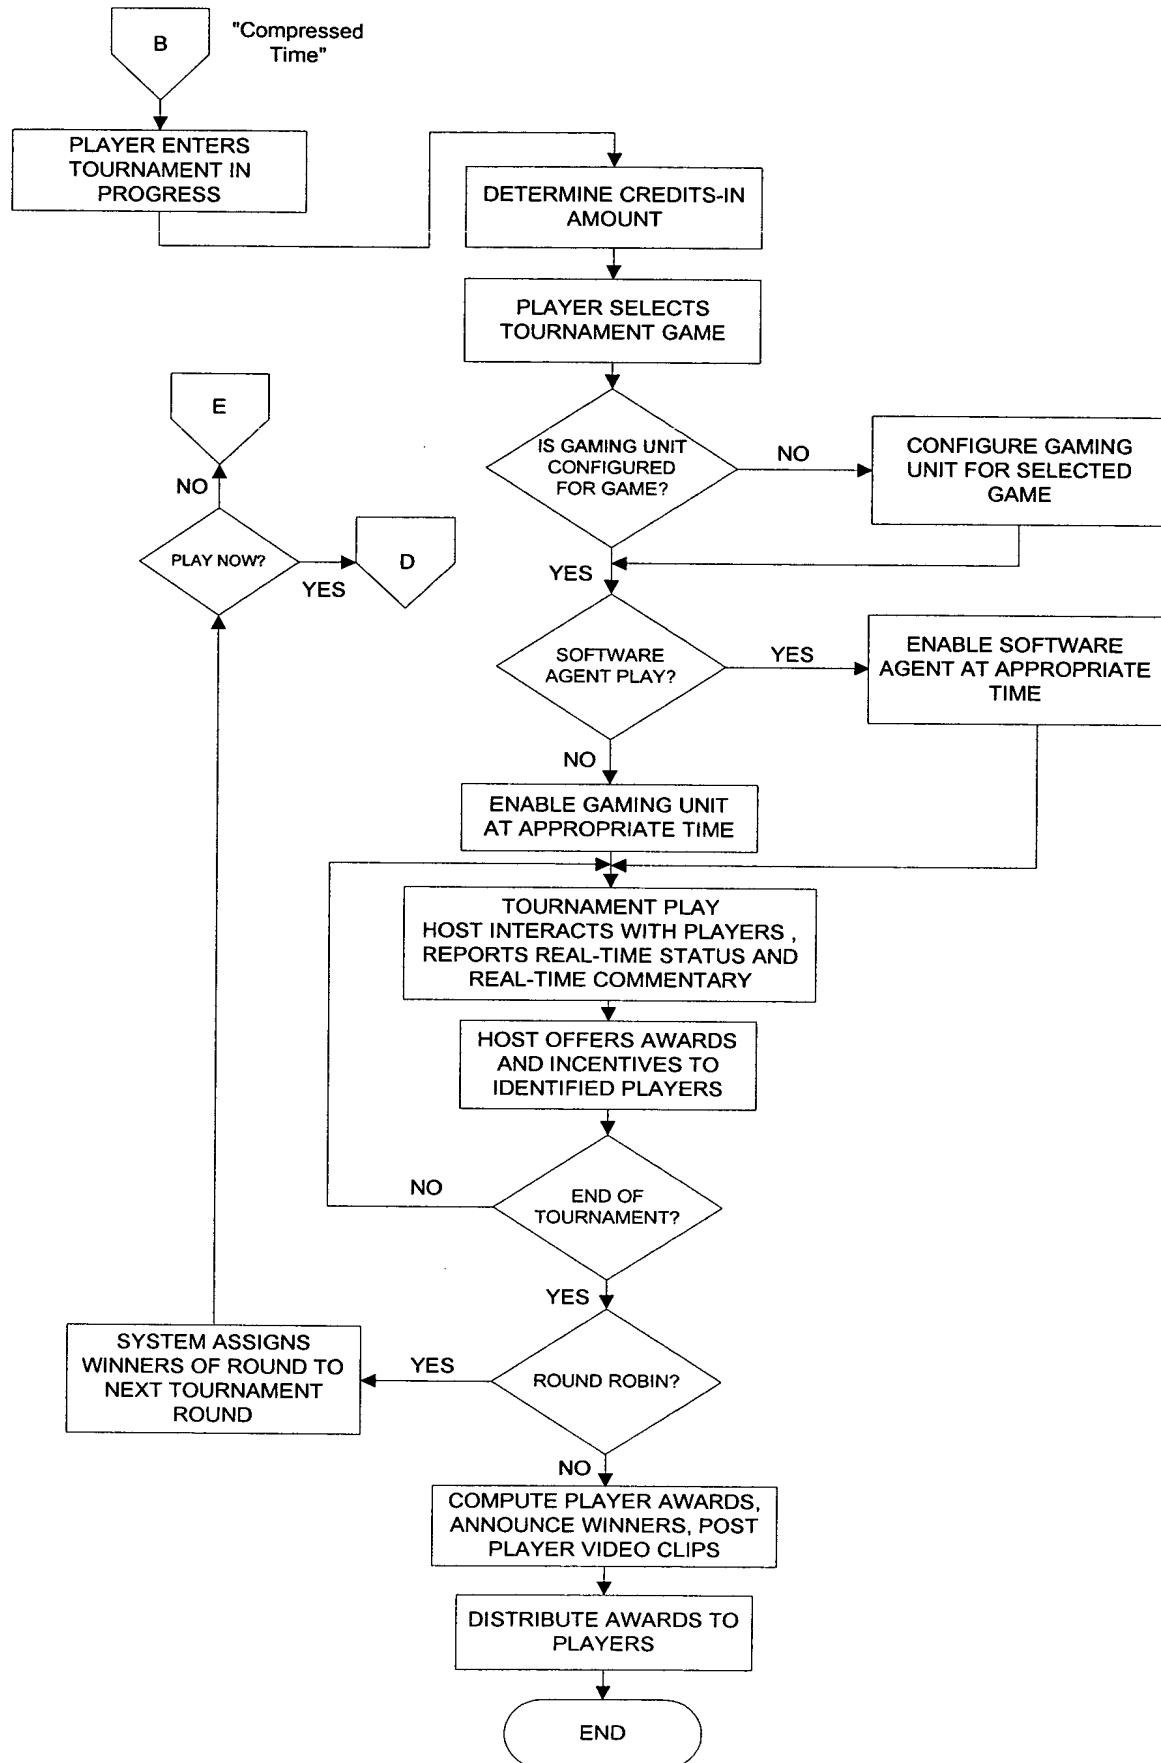 B
"Compressed
Time"
PLAYER ENTERS
TOURNAMENT IN
PROGRESS
DETERMINE CREDITS-IN
AMOUNT
PLAYER SELECTS
TOURNAMENT GAME
IS GAMING UNIT
CONFIGURED
FOR GAME?
NO
CONFIGURE GAMING
UNIT FOR SELECTED
GAME
E
NO
PLAY NOW?
YES
D
YES
SOFTWARE
AGENT PLAY?
YES
ENABLE SOFTWARE
AGENT AT APPROPRIATE
TIME
NO
ENABLE GAMING UNIT
AT APPROPRIATE TIME
TOURNAMENT PLAY
HOST INTERACTS WITH PLAYERS ,
REPORTS REAL-TIME STATUS AND
REAL-TIME COMMENTARY
HOST OFFERS AWARDS
AND INCENTIVES TO
IDENTIFIED PLAYERS
NO
END OF
TOURNAMENT?
YES
SYSTEM ASSIGNS
WINNERS OF ROUND TO
NEXT TOURNAMENT
ROUND
YES
ROUND ROBIN?
NO
COMPUTE PLAYER AWARDS,
ANNOUNCE WINNERS, POST
PLAYER VIDEO CLIPS
DISTRIBUTE AWARDS TO
PLAYERS
END